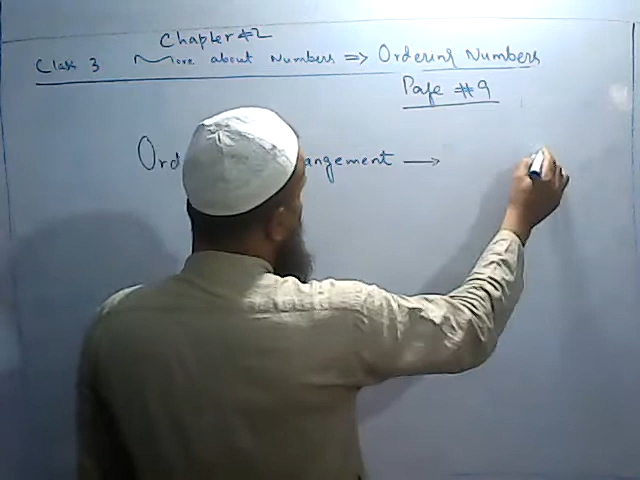 Chapter #2
Class 3 More about Numbers => Ordering Numbers
Page #9
Ord angement →